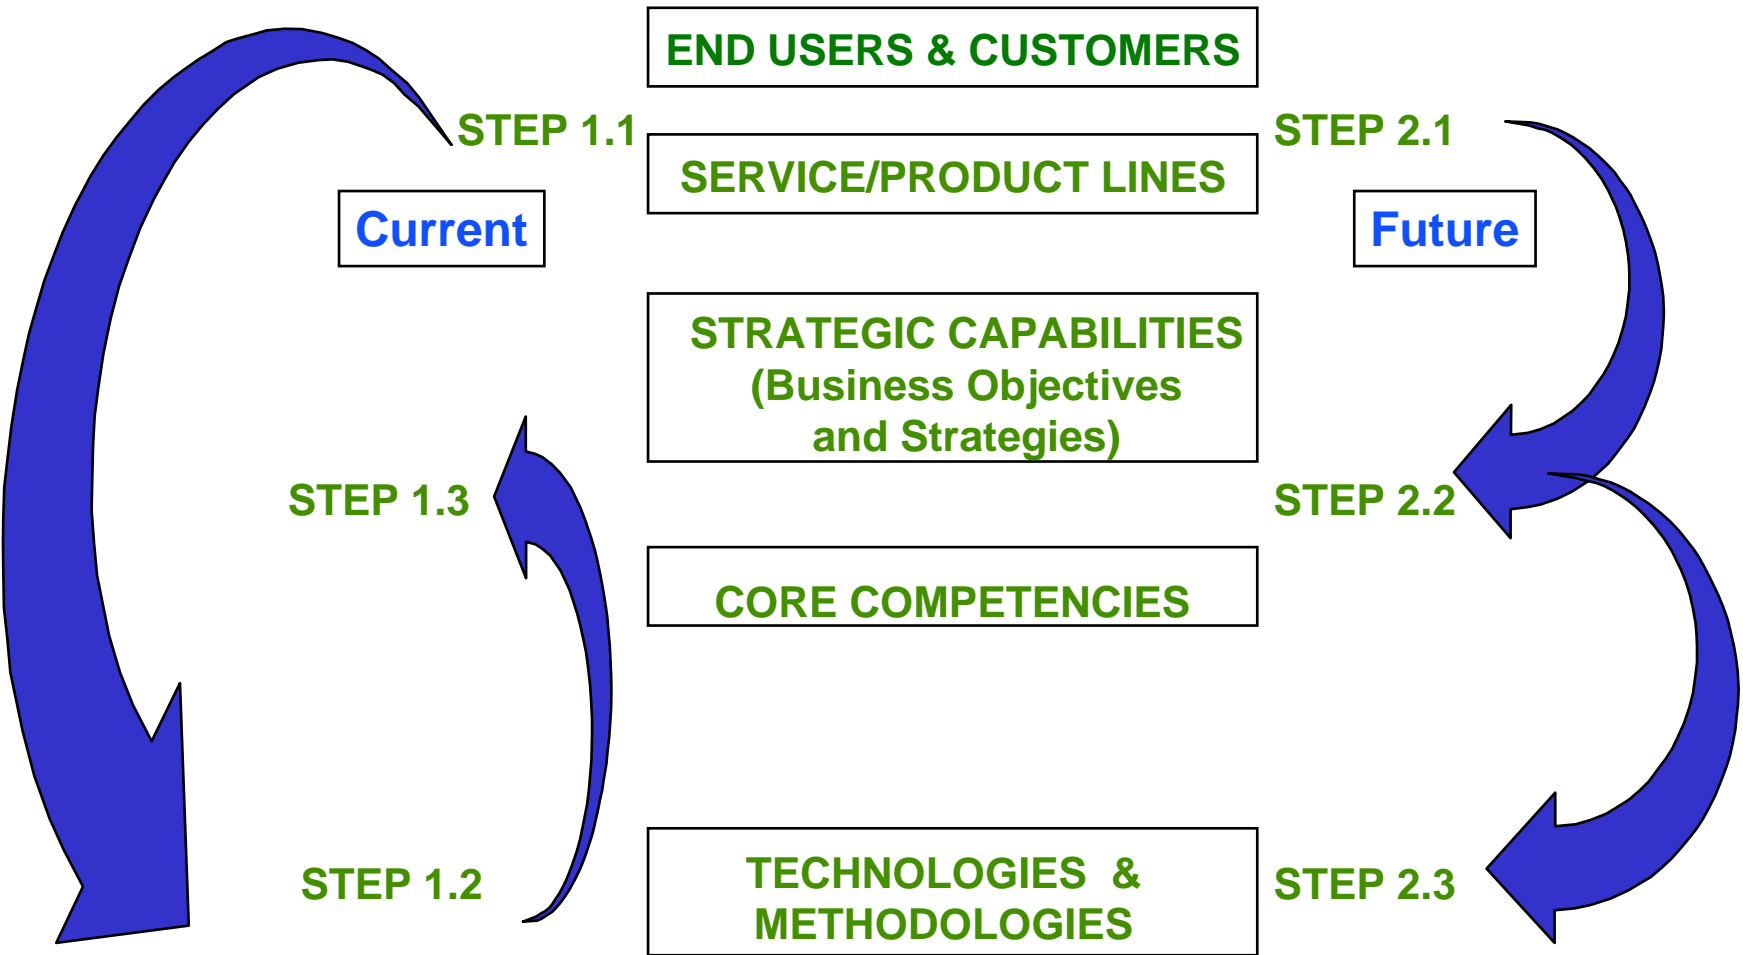 END USERS & CUSTOMERS
STEP 1.1
STEP 2.1
SERVICE/PRODUCT LINES
Current
Future
STRATEGIC CAPABILITIES
(Business Objectives
and Strategies)
STEP 1.3
STEP 2.2
CORE COMPETENCIES
STEP 1.2
TECHNOLOGIES &
METHODOLOGIES
STEP 2.3